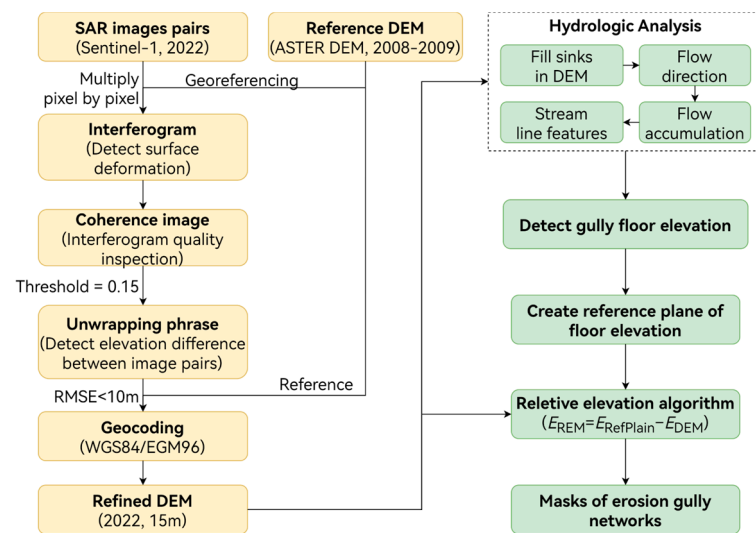 SAR images pairs
(Sentinel-1, 2022)
Reference DEM
(ASTER DEM, 2008-2009)
Multiply
pixel by pixel
Georeferencing
Interferogram
(Detect surface
deformation)
Coherence image
(Interferogram quality
inspection)
Threshold = 0.15
Unwrapping phrase
(Detect elevation difference
between image pairs)
RMSE<10m
Reference
Geocoding
(WGS84/EGM96)
Refined DEM
(2022, 15m)
Hydrologic Analysis
Fill sinks
in DEM
Flow
direction
Stream
line features
Flow
accumulation
Detect gully floor elevation
Create reference plane of
floor elevation
Reletive elevation algorithm
(E_REM=E_RefPlain−E_DEM)
Masks of erosion gully
networks